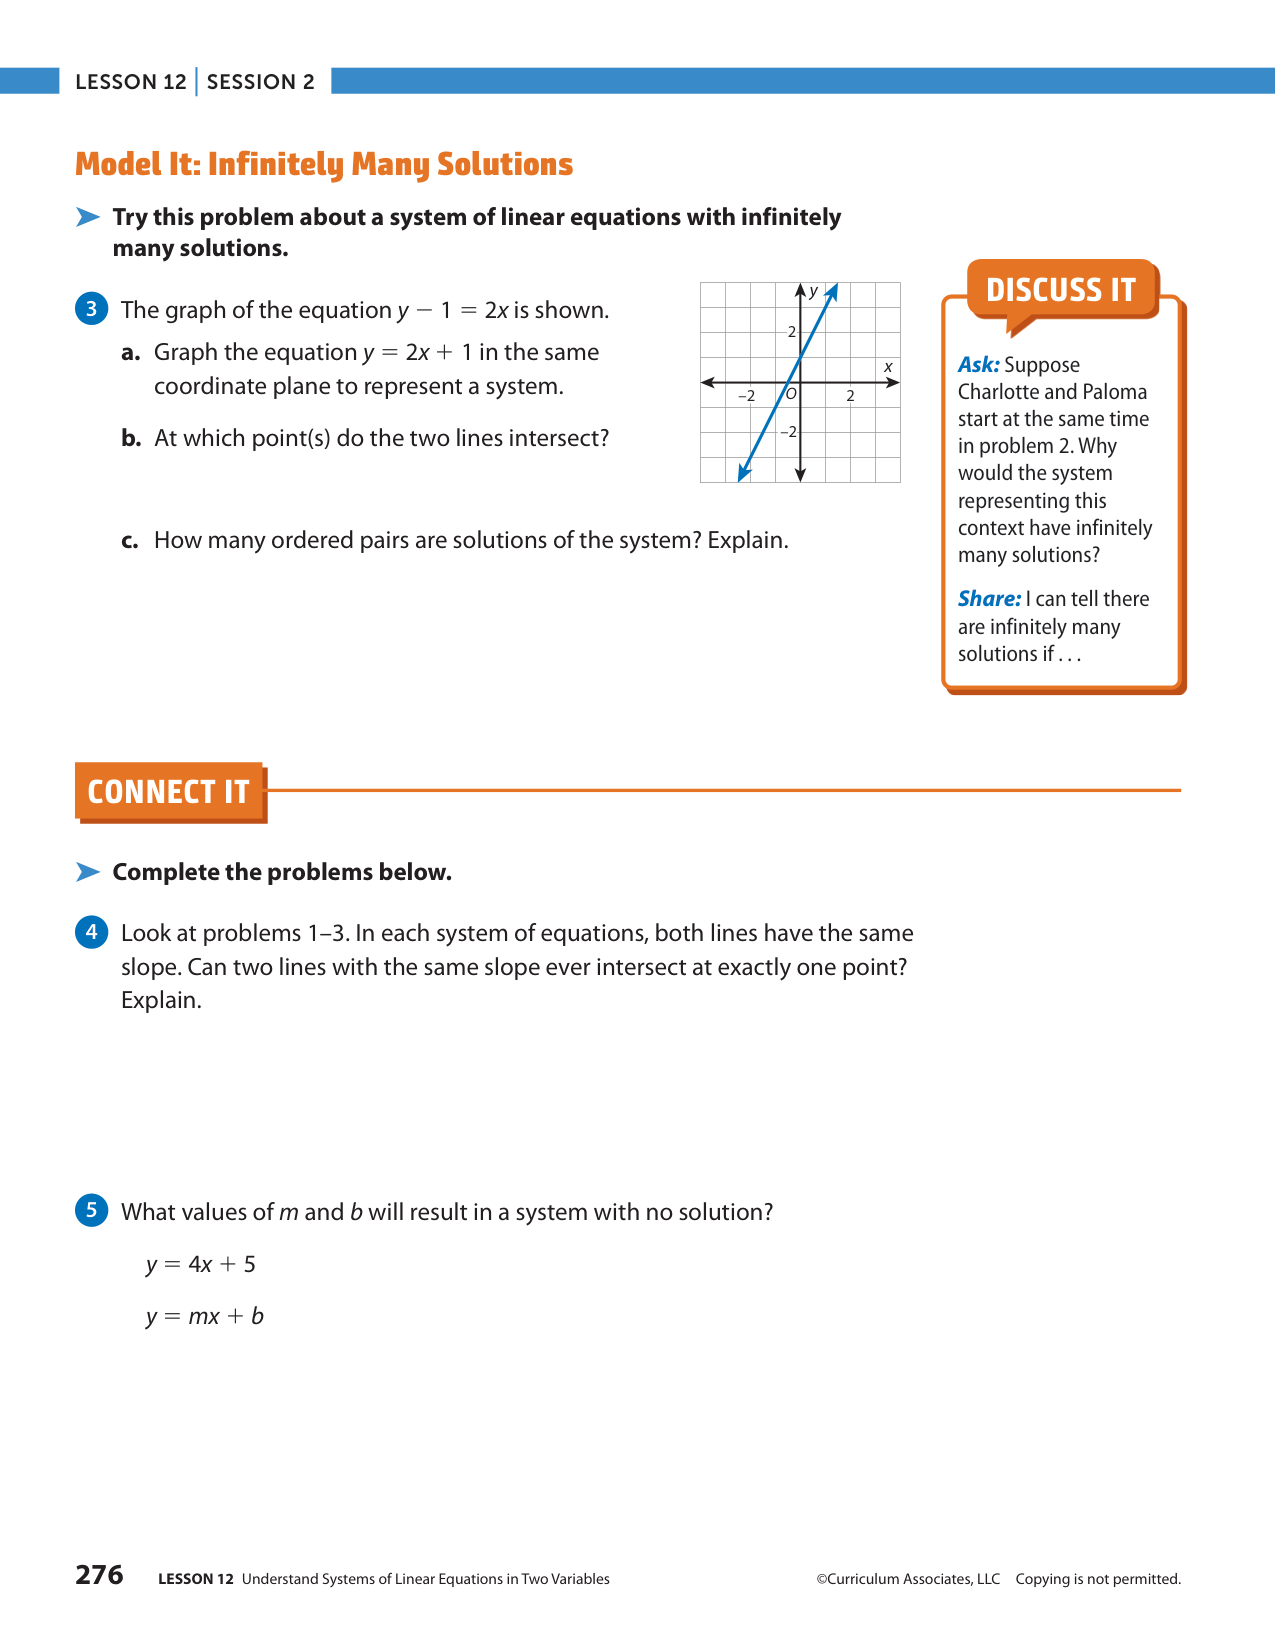 LESSON 12 | SESSION 2
Model It: Infinitely Many Solutions
Try this problem about a system of linear equations with infinitely
many solutions.
3 The graph of the equation y − 1 = 2x is shown.
a. Graph the equation y = 2x + 1 in the same
coordinate plane to represent a system.
b. At which point(s) do the two lines intersect?
y
2
x
–2 O 2
–2
c. How many ordered pairs are solutions of the system? Explain.
DISCUSS IT
Ask: Suppose
Charlotte and Paloma
start at the same time
in problem 2. Why
would the system
representing this
context have infinitely
many solutions?
Share: I can tell there
are infinitely many
solutions if . . .
CONNECT IT
Complete the problems below.
4 Look at problems 1–3. In each system of equations, both lines have the same
slope. Can two lines with the same slope ever intersect at exactly one point?
Explain.
5 What values of m and b will result in a system with no solution?
y = 4x + 5
y = mx + b
276 LESSON 12 Understand Systems of Linear Equations in Two Variables ©Curriculum Associates, LLC Copying is not permitted.